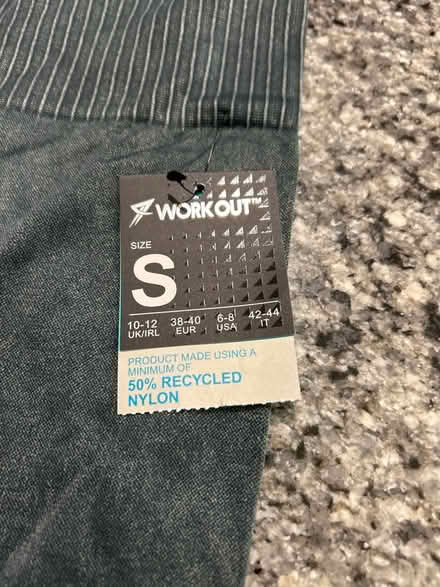 WORKOUT™
SIZE
S
10-12 38-40 6-8 42-44
UK/IRL EUR USA IT
PRODUCT MADE USING A
MINIMUM OF
50% RECYCLED
NYLON